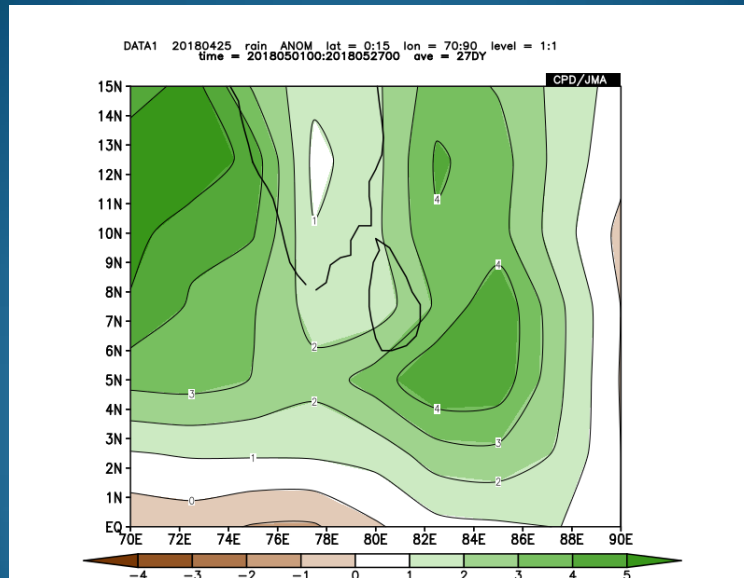 DATA1 20180425 rain ANOM lat = 0:15 lon = 70:90 level = 1:1
time = 2018050100:2018052700 ave = 27DY
CPD/JMA
15N
14N
13N
12N
4
11N
1
10N
4
9N
8N
7N
2
6N
5N
3
2
4
4N
3N
3
1
2N
2
1N
0
EQ
70E 72E 74E 76E 78E 80E 82E 84E 86E 88E 90E
-4 -3 -2 -1 0 1 2 3 4 5